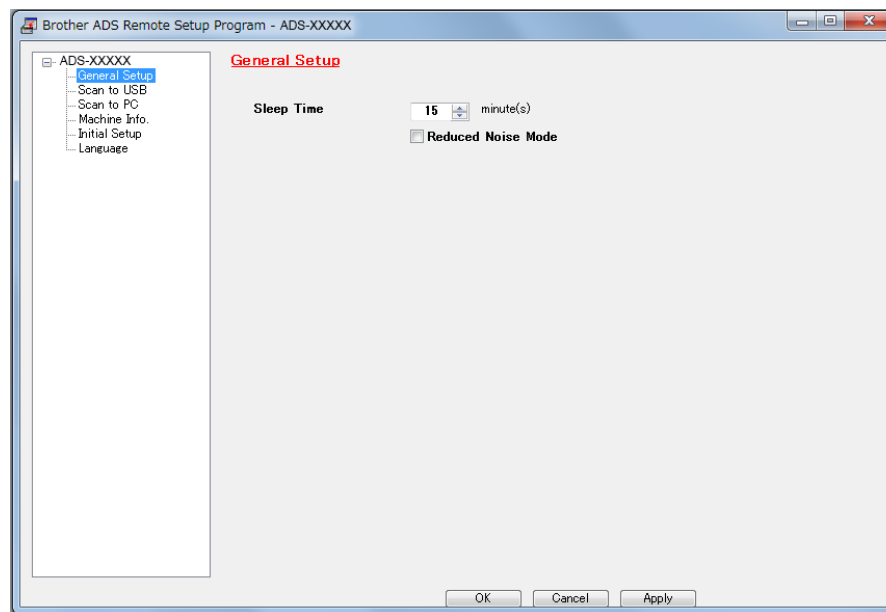 Brother ADS Remote Setup Program - ADS-XXXXX
ADS-XXXXX
General Setup
Scan to USB
Scan to PC
Machine Info.
Initial Setup
Language
General Setup
Sleep Time 15 minute(s)
Reduced Noise Mode
OK Cancel Apply